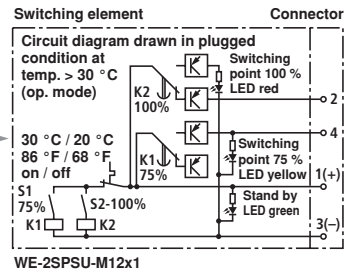 Switching element
Connector
Circuit diagram drawn in plugged
condition at
temp. > 30 °C
(op. mode)
Switching
point 100 %
LED red
K2
100%
2
4
30 °C / 20 °C
86 °F / 68 °F
on / off
K1
75%
Switching
point 75 %
LED yellow
1(+)
S1
75%
S2-100%
Stand by
LED green
K1
K2
3(–)
WE-2SPSU-M12x1